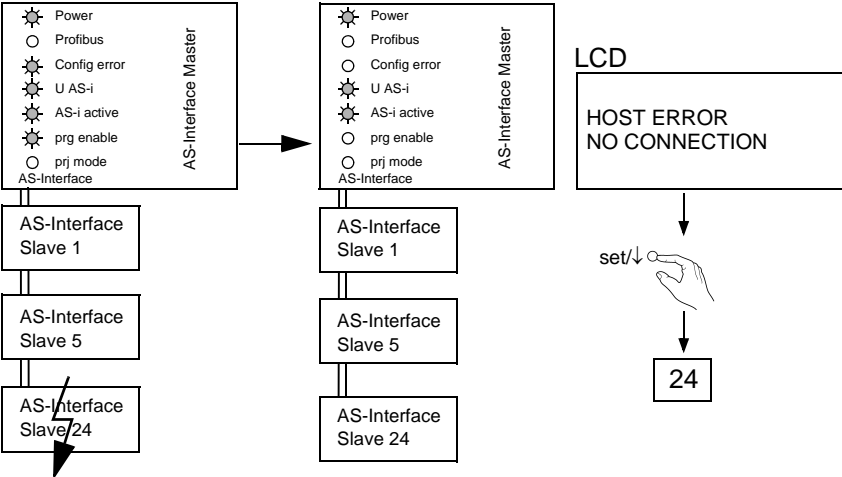 Power
Profibus
Config error
U AS-i
AS-i active
prg enable
prj mode
AS-Interface
AS-Interface Master
AS-Interface
Slave 1
AS-Interface
Slave 5
AS-Interface
Slave 24
Power
Profibus
Config error
U AS-i
AS-i active
prg enable
prj mode
AS-Interface
AS-Interface Master
AS-Interface
Slave 1
AS-Interface
Slave 5
AS-Interface
Slave 24
LCD
HOST ERROR
NO CONNECTION
set/↓
24